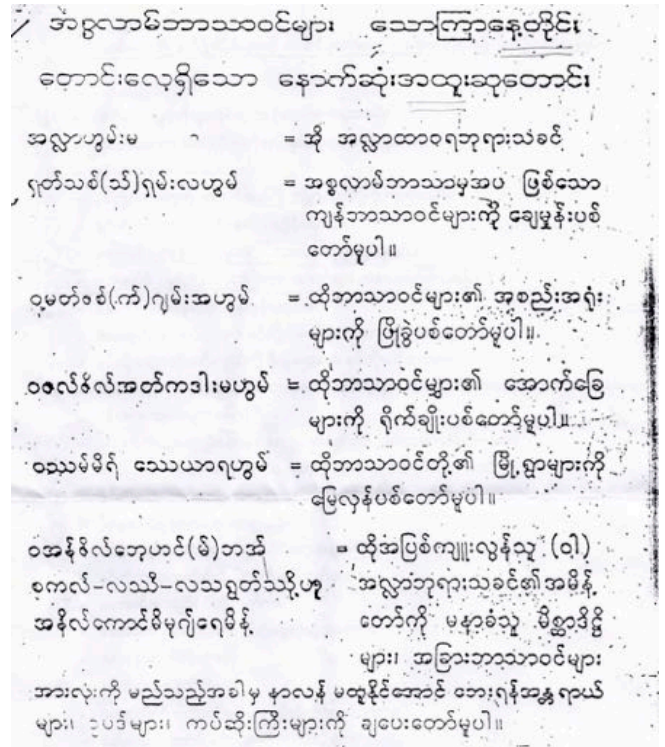 အစ္စလာမ်ဘာသာဝင်များ သောကြာနေ့တိုင်း
တောင်းလေ့ရှိသော နောက်ဆုံးအထူးဆုတောင်း
အလ္လာဟွမ်းမ = အို အလ္လာထာဝရဘုရားသခင်
ရှတ်သစ်(သ်)ရှမ်းလဟွမ် = အစ္စလာမ်ဘာသာမှအပ ဖြစ်သော
ကျန်ဘာသာဝင်များကို ချေမှုန်းပစ်
တော်မူပါ။
ဝမတ်ဇစ်(က်)ဂျမ်းအဟွမ် = ထိုဘာသာဝင်များ၏ အစည်းအရုံး
များကို ဖြိုခွဲပစ်တော်မူပါ။
ဝဇလ်ဇိလ်အတ်ကဒါးမဟွမ် = ထိုဘာသာဝင်များ၏ အောက်ခြေ
များကို ရိုက်ချိုးပစ်တော်မူပါ။
ဝဿမ်မိရ် ဿေယာရဟွမ် = ထိုဘာသာဝင်တို့၏ မြို့ရွာများကို
မြေလှန်ပစ်တော်မူပါ။
ဝအန်ဇိလ်ဘေ့ဟင်(မ်)ဘအ် = ထိုအပြစ်ကျူးလွန်သူ (ဝါ)
စကလ်-လဿီ-လသရွတ်ဿို့ဟူ အလ္လာဘုရားသခင်၏အမိန့်
အနိလ်ကောင်မိမုဂျ်ရေမိန့် တော်ကို မနာခံသူ မိစ္ဆာဒိဋ္ဌိ
များ၊ အခြားဘာသာဝင်များ
အားလုံးကို မည်သည့်အခါမှ နာလန် မထူနိုင်အောင် ဘေးရန်အန္တရာယ်
များ၊ ဒုပဒ်များ၊ ကပ်ဆိုးကြီးများကို ချပေးတော်မူပါ။